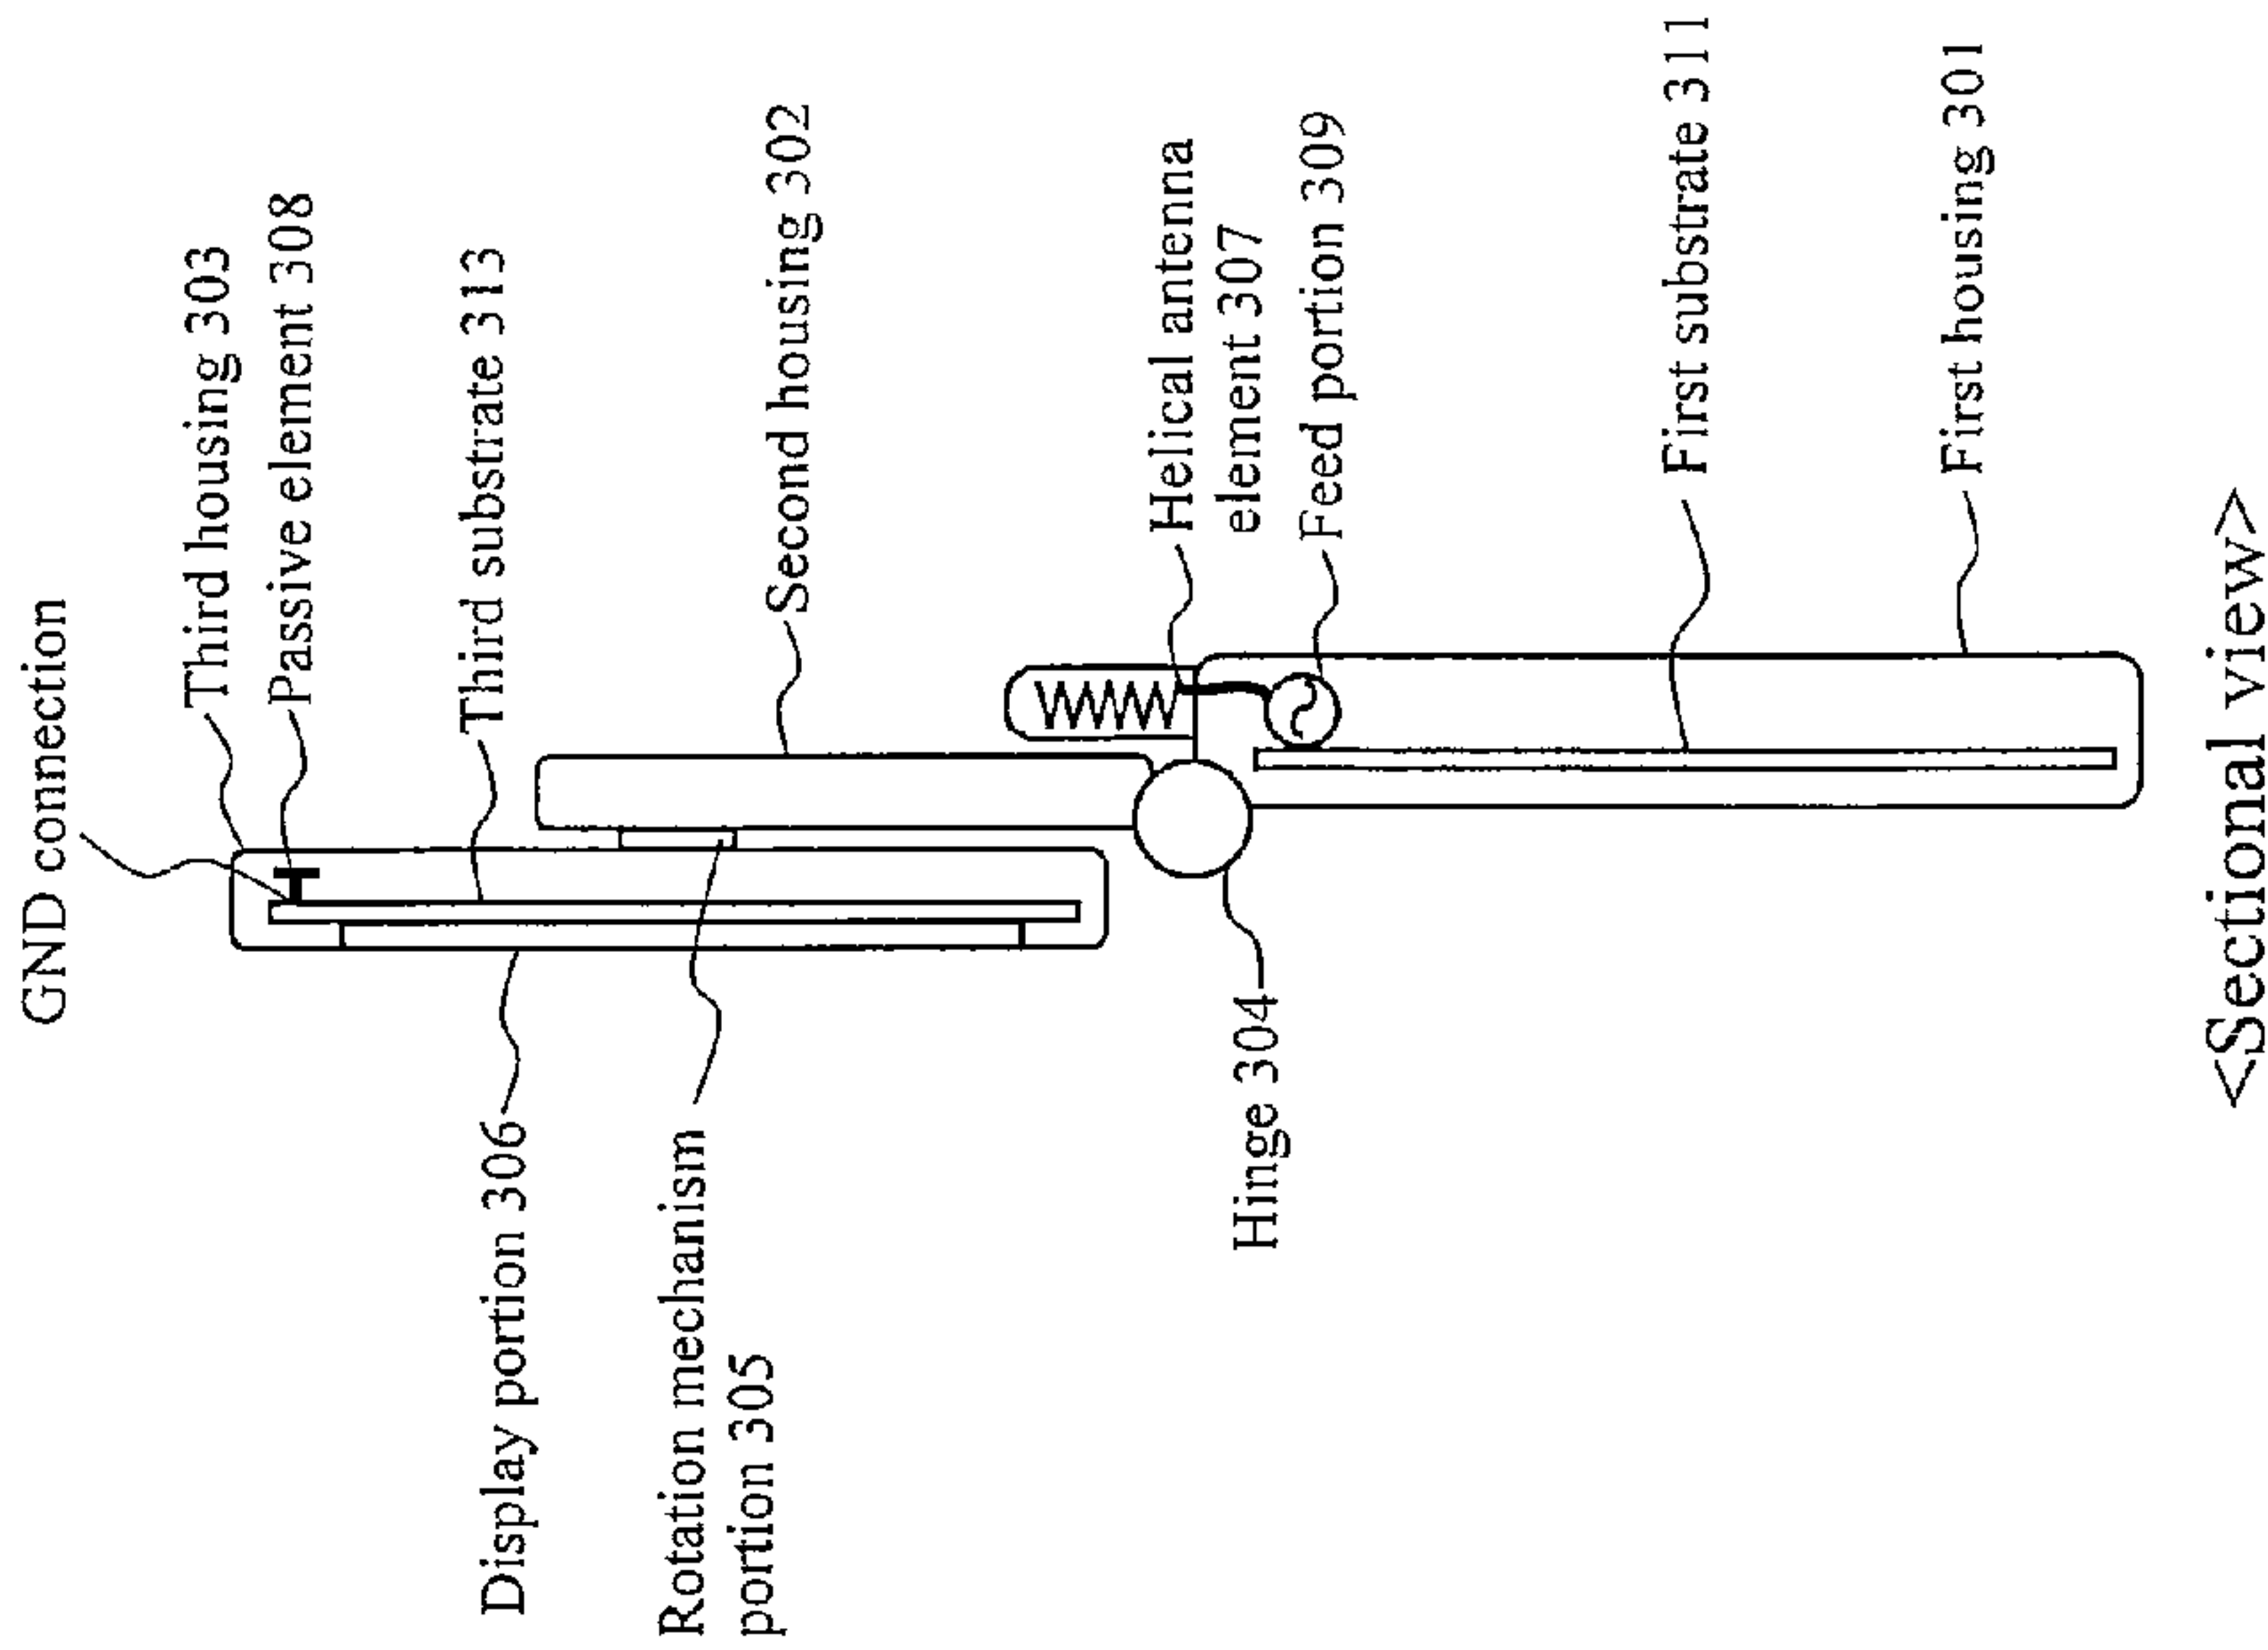 GND connection
Third housing 303
Passive element 308
Third substrate 313
Second housing 302
Helical antenna
element 307
Feed portion 309
First substrate 311
First housing 301
Display portion 306
Rotation mechanism
portion 305
Hinge 304
<Sectional view>